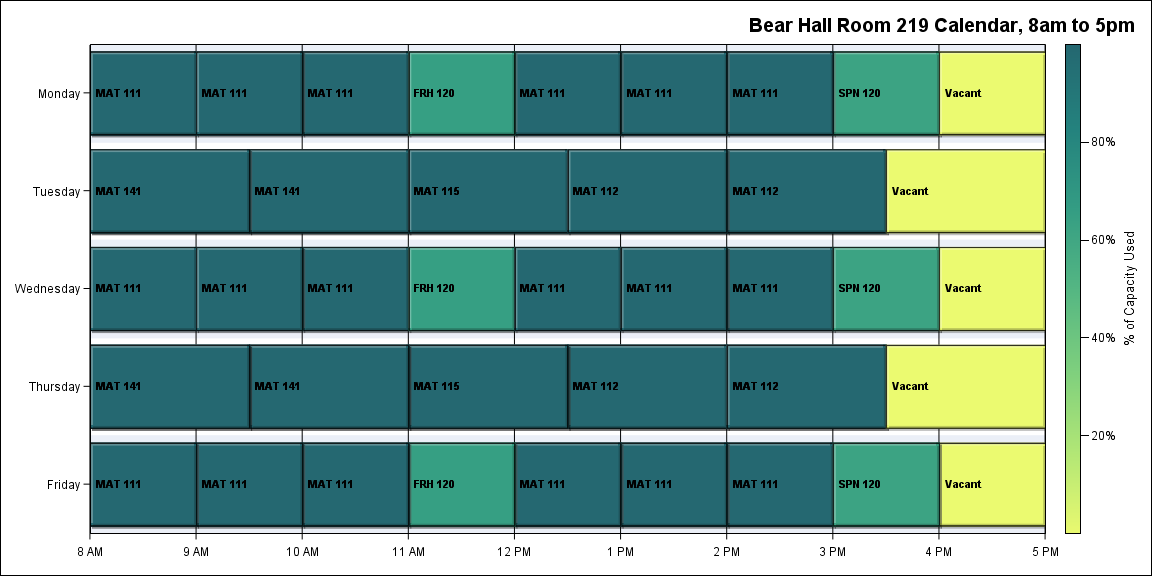 Bear Hall Room 219 Calendar, 8am to 5pm
Monday
MAT 111 MAT 111 MAT 111 FRH 120 MAT 111 MAT 111 MAT 111 SPN 120 Vacant
Tuesday
MAT 141 MAT 141 MAT 115 MAT 112 MAT 112 Vacant
Wednesday
MAT 111 MAT 111 MAT 111 FRH 120 MAT 111 MAT 111 MAT 111 SPN 120 Vacant
Thursday
MAT 141 MAT 141 MAT 115 MAT 112 MAT 112 Vacant
Friday
MAT 111 MAT 111 MAT 111 FRH 120 MAT 111 MAT 111 MAT 111 SPN 120 Vacant
8 AM 9 AM 10 AM 11 AM 12 PM 1 PM 2 PM 3 PM 4 PM 5 PM
80%
60%
40%
20%
% of Capacity Used